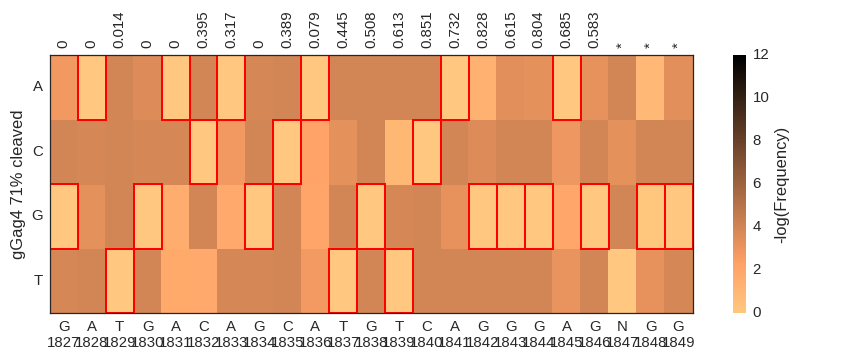 0 0 0.014 0 0 0.395 0.317 0 0.389 0.079 0.445 0.508 0.613 0.851 0.732 0.828 0.615 0.804 0.685 0.583 * * *
gGag4 71% cleaved
A
C
G
T
G A T G A C A G C A T G T C A G G G A G N G G
1827 1828 1829 1830 1831 1832 1833 1834 1835 1836 1837 1838 1839 1840 1841 1842 1843 1844 1845 1846 1847 1848 1849
12
10
8
6
4
2
0
-log(Frequency)